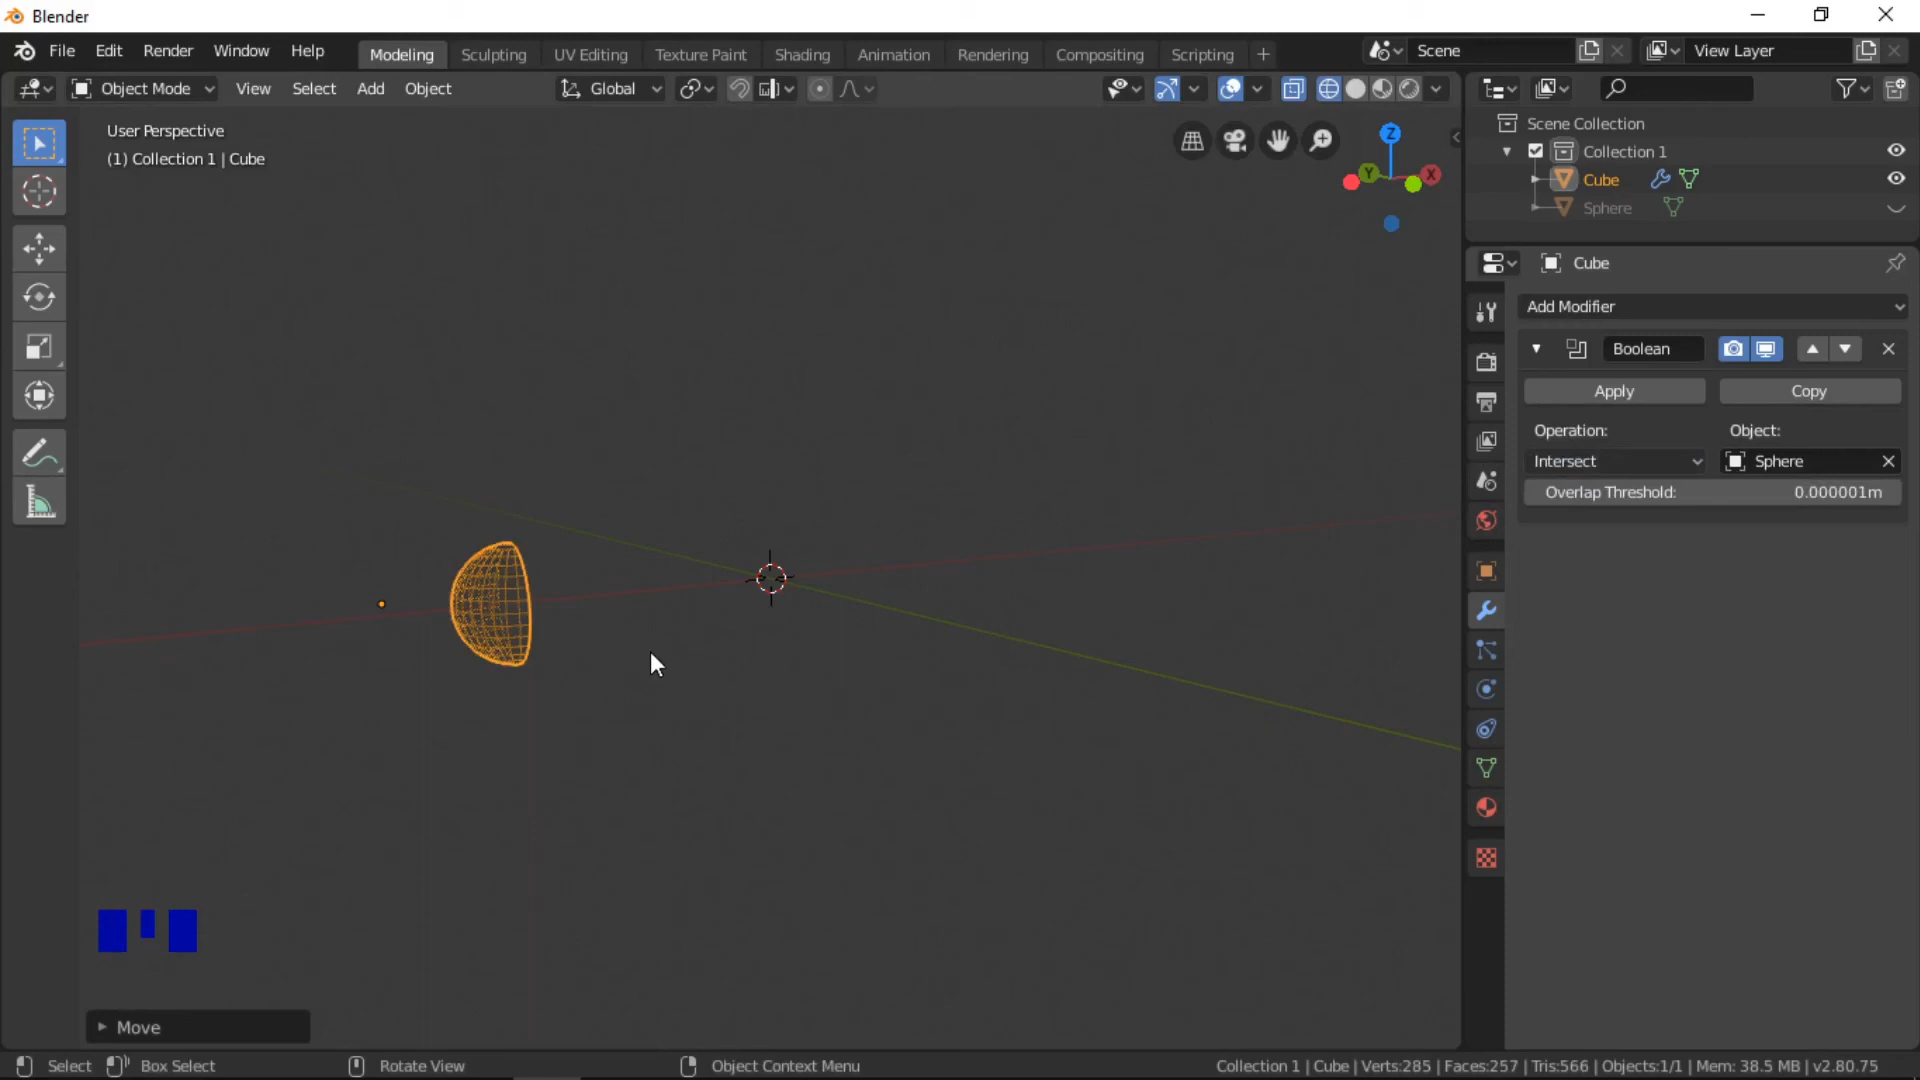 Blender
File Edit Render Window Help Modeling Sculpting UV Editing Texture Paint Shading Animation Rendering Compositing Scripting + Scene View Layer
Object Mode View Select Add Object Global
User Perspective
(1) Collection 1 | Cube
Z
Y X
Scene Collection
Collection 1
Cube
Sphere
Cube
Add Modifier
Boolean
Apply Copy
Operation: Object:
Intersect Sphere
Overlap Threshold: 0.000001m
Move
Select Box Select Rotate View Object Context Menu Collection 1 | Cube | Verts:285 | Faces:257 | Tris:566 | Objects:1/1 | Mem: 38.5 MB | v2.80.75